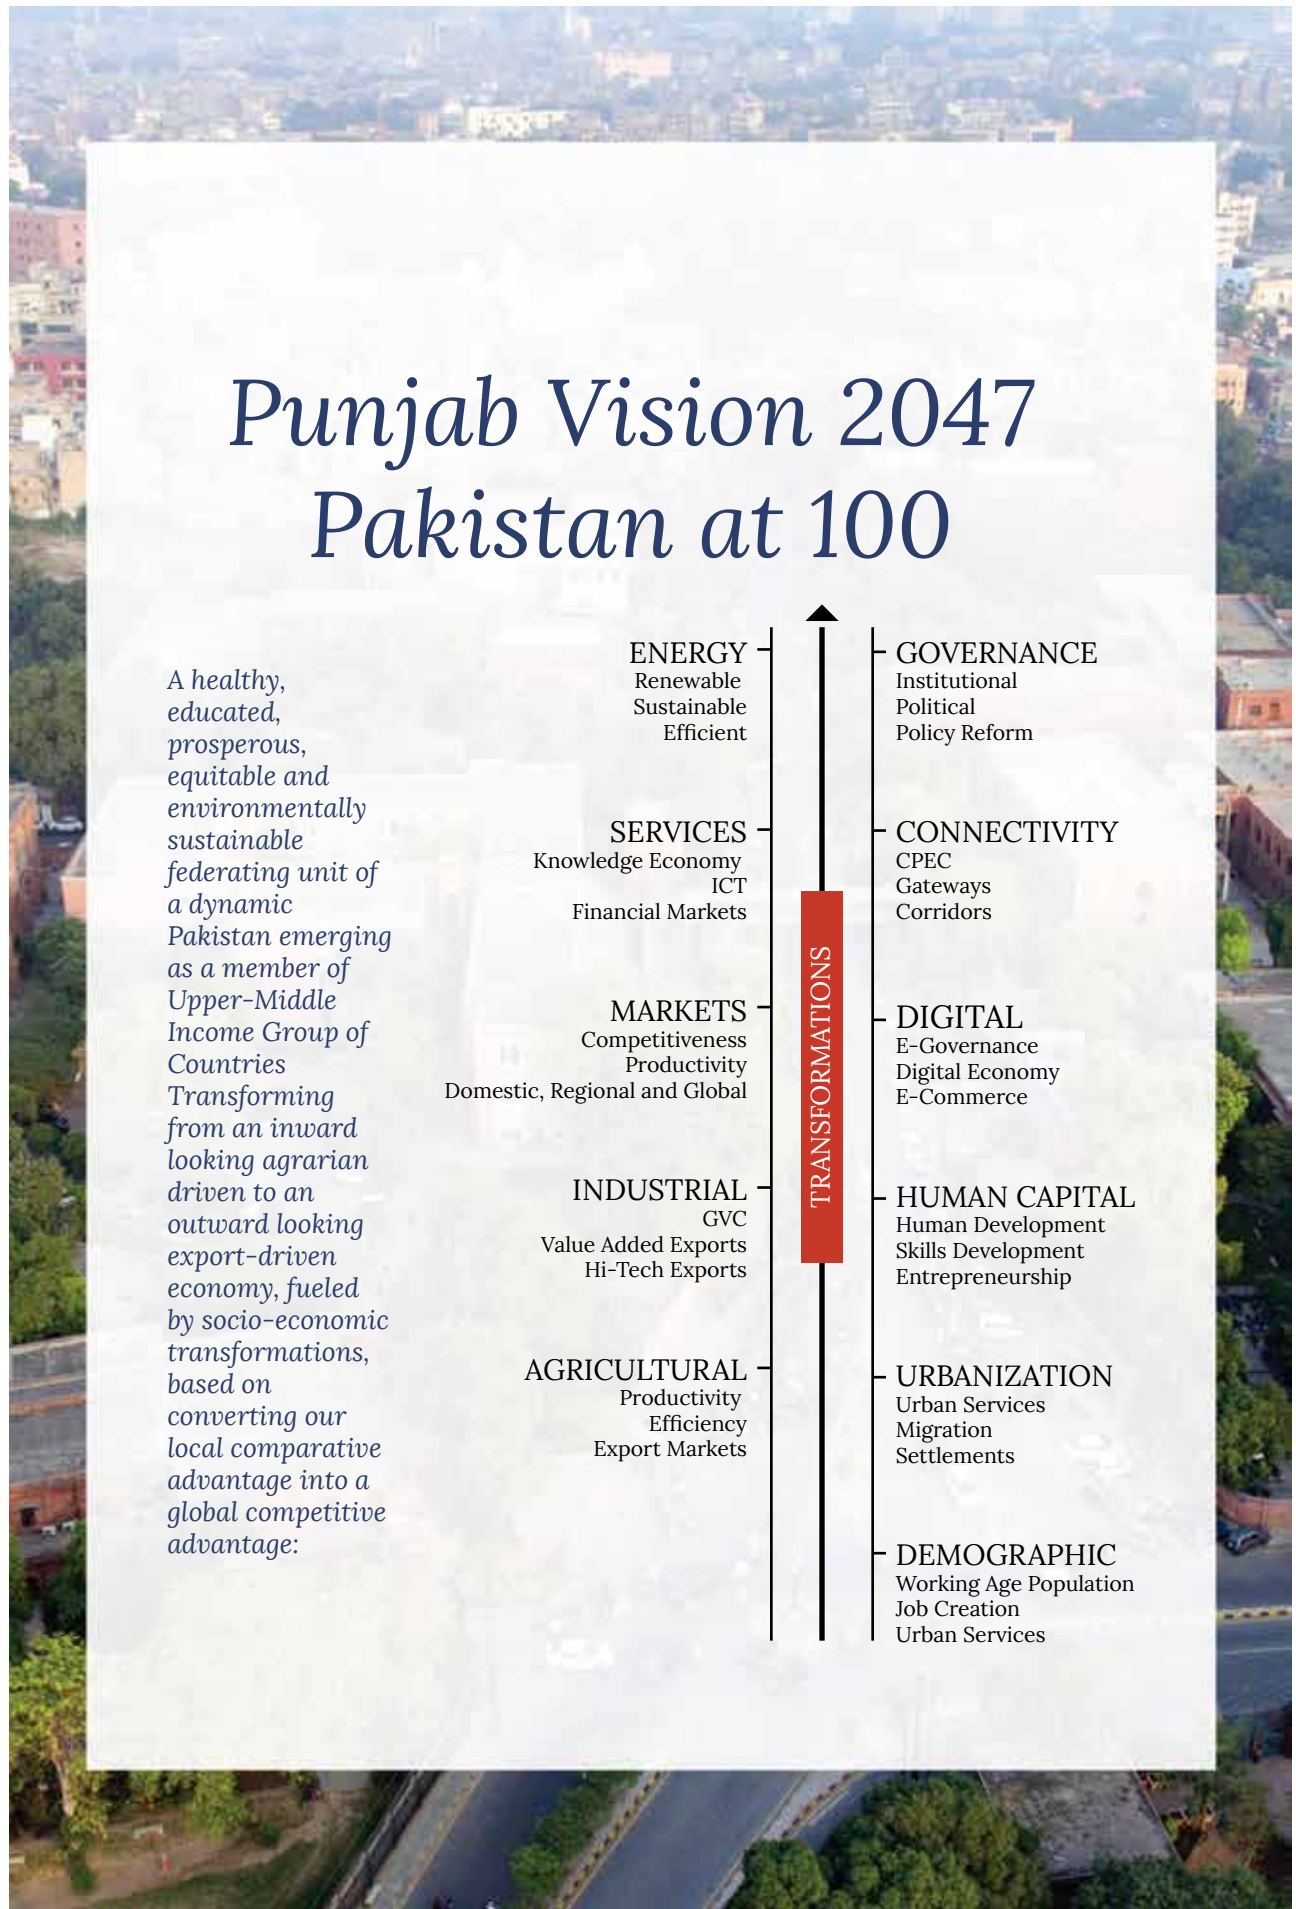 Punjab Vision 2047
Pakistan at 100
A healthy,
educated,
prosperous,
equitable and
environmentally
sustainable
federating unit of
a dynamic
Pakistan emerging
as a member of
Upper-Middle
Income Group of
Countries
Transforming
from an inward
looking agrarian
driven to an
outward looking
export-driven
economy, fueled
by socio-economic
transformations,
based on
converting our
local comparative
advantage into a
global competitive
advantage:
ENERGY
Renewable
Sustainable
Efficient
SERVICES
Knowledge Economy
ICT
Financial Markets
MARKETS
Competitiveness
Productivity
Domestic, Regional and Global
INDUSTRIAL
GVC
Value Added Exports
Hi-Tech Exports
AGRICULTURAL
Productivity
Efficiency
Export Markets
TRANSFORMATIONS
GOVERNANCE
Institutional
Political
Policy Reform
CONNECTIVITY
CPEC
Gateways
Corridors
DIGITAL
E-Governance
Digital Economy
E-Commerce
HUMAN CAPITAL
Human Development
Skills Development
Entrepreneurship
URBANIZATION
Urban Services
Migration
Settlements
DEMOGRAPHIC
Working Age Population
Job Creation
Urban Services